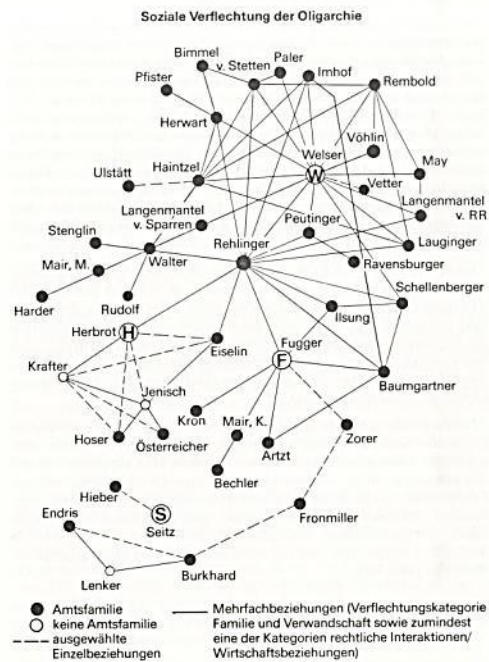 Soziale Verflechtung der Oligarchie
Bimmel
v. Stetten
Paler
Imhof
Pfister
Rembold
Herwart
Vöhlin
Welser
W
May
Haintzel
Ulstätt
Vetter
Langenmantel
v. Sparren
Peutinger
Langenmantel
v. RR
Stenglin
Rehlinger
Lauginger
Mair, M.
Walter
Ravensburger
Schellenberger
Harder
Rudolf
Ilsung
Herbrot
H
Eiselin
Fugger
F
Krafter
Jenisch
Baumgartner
Kron
Mair, K.
Hoser
Österreicher
Artzt
Zorer
Bechler
Hieber
S
Seitz
Endris
Fronmiller
Lenker
Burkhard
Amtsfamilie
keine Amtsfamilie
ausgewählte
Einzelbeziehungen
Mehrfachbeziehungen (Verflechtungskategorie
Familie und Verwandschaft sowie zumindest
eine der Kategorien rechtliche Interaktionen/
Wirtschaftsbeziehungen)